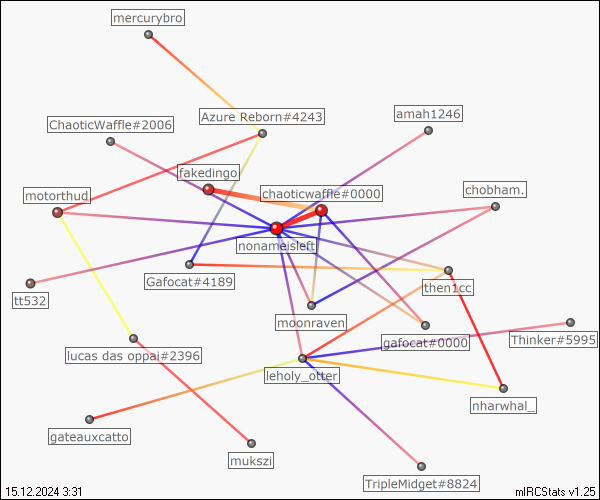 mercurybro
Azure Reborn#4243
amah1246
ChaoticWaffle#2006
fakedingo
chaoticwaffle#0000
chobham.
motorthud
nonameisleft
Gafocat#4189
then1cc
tt532
moonraven
gafocat#0000
Thinker#5995
lucas das oppai#2396
leholy_otter
nharwhal_
gateauxcatto
mukszi
TripleMidget#8824
15.12.2024 3:31
mIRCStats v1.25